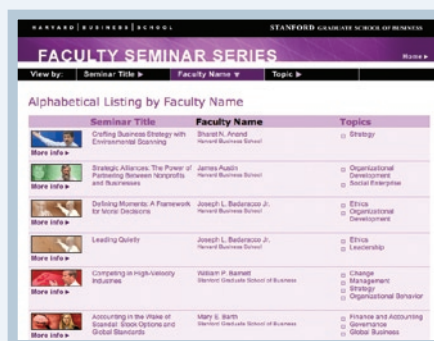 HARVARD | BUSINESS | SCHOOL
STANFORD GRADUATE SCHOOL OF BUSINESS
FACULTY SEMINAR SERIES
Home ▶
View by: Seminar Title ▶ Faculty Name ▼ Topic ▶
Alphabetical Listing by Faculty Name
Seminar Title Faculty Name Topics
Crafting Business Strategy with
Environmental Scanning
Bharat N. Anand
Harvard Business School
Strategy
More info ▶
Strategic Alliances: The Power of
Partnering Between Nonprofits
and Businesses
James Austin
Harvard Business School
Organizational
Development
Social Enterprise
More info ▶
Defining Moments: A Framework
for Moral Decisions
Joseph L. Badaracco Jr.
Harvard Business School
Ethics
Organizational
Development
More info ▶
Leading Quietly
Joseph L. Badaracco Jr.
Harvard Business School
Ethics
Leadership
More info ▶
Competing in High-Velocity
Industries
William P. Barnett
Stanford Graduate School of Business
Change
Management
Strategy
Organizational Behavior
More info ▶
Accounting in the Wake of
Scandal: Stock Options and
Global Standards
Mary E. Barth
Stanford Graduate School of Business
Finance and Accounting
Governance
Global Business
More info ▶